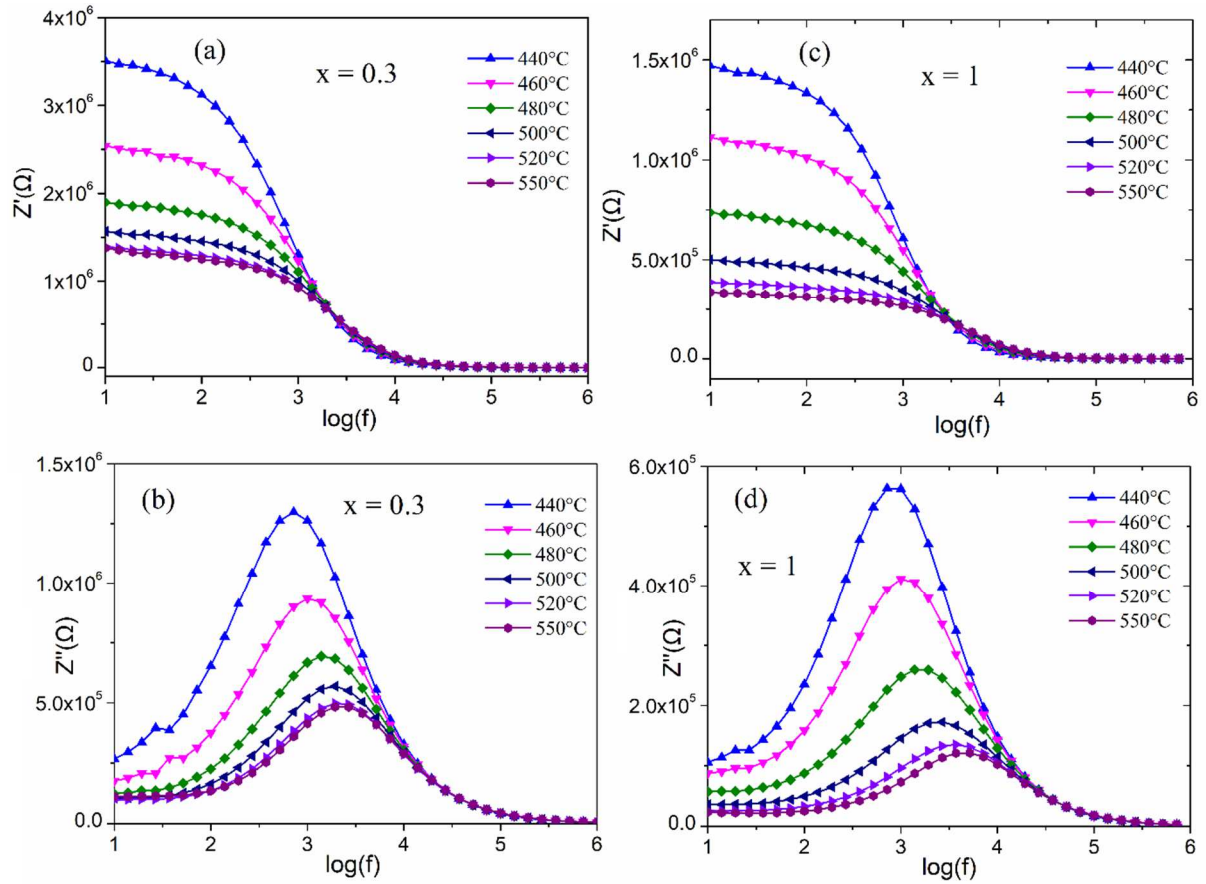 4x10⁶
3x10⁶
2x10⁶
1x10⁶
0
Z'(Ω)
(a)
x = 0.3
440°C
460°C
480°C
500°C
520°C
550°C
1 2 3 4 5 6
log(f)
1.5x10⁶
1.0x10⁶
5.0x10⁵
0.0
Z'(Ω)
(c)
x = 1
440°C
460°C
480°C
500°C
520°C
550°C
1 2 3 4 5 6
log(f)
1.5x10⁶
1.0x10⁶
5.0x10⁵
0.0
Z''(Ω)
(b)
x = 0.3
440°C
460°C
480°C
500°C
520°C
550°C
1 2 3 4 5 6
log(f)
6.0x10⁵
4.0x10⁵
2.0x10⁵
0.0
Z''(Ω)
(d)
x = 1
440°C
460°C
480°C
500°C
520°C
550°C
1 2 3 4 5 6
log(f)